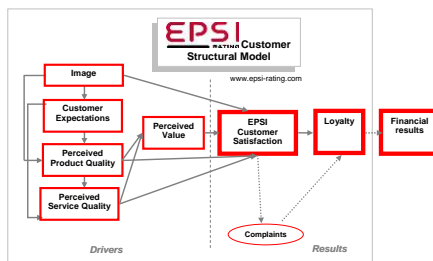 EPSI
RATING Customer
Structural Model
www.epsi-rating.com
Image
Customer
Expectations
Perceived
Product Quality
Perceived
Service Quality
Perceived
Value
EPSI
Customer
Satisfaction
Loyalty
Financial
results
Complaints
Drivers
Results